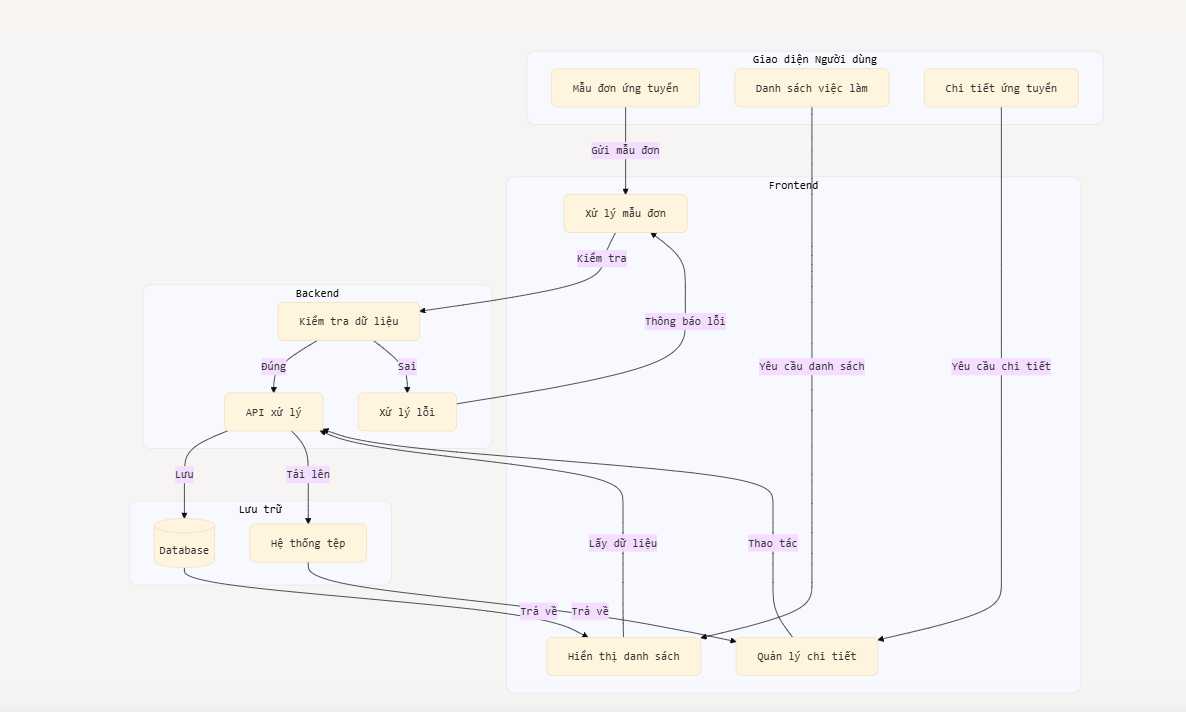 Giao diện Người dùng
Mẫu đơn ứng tuyển
Danh sách việc làm
Chi tiết ứng tuyển
Gửi mẫu đơn
Frontend
Xử lý mẫu đơn
Kiểm tra
Backend
Kiểm tra dữ liệu
Thông báo lỗi
Đúng
Sai
Yêu cầu danh sách
Yêu cầu chi tiết
API xử lý
Xử lý lỗi
Lưu
Tải lên
Lưu trữ
Database
Hệ thống tệp
Lấy dữ liệu
Thao tác
Trả về
Trả về
Hiển thị danh sách
Quản lý chi tiết